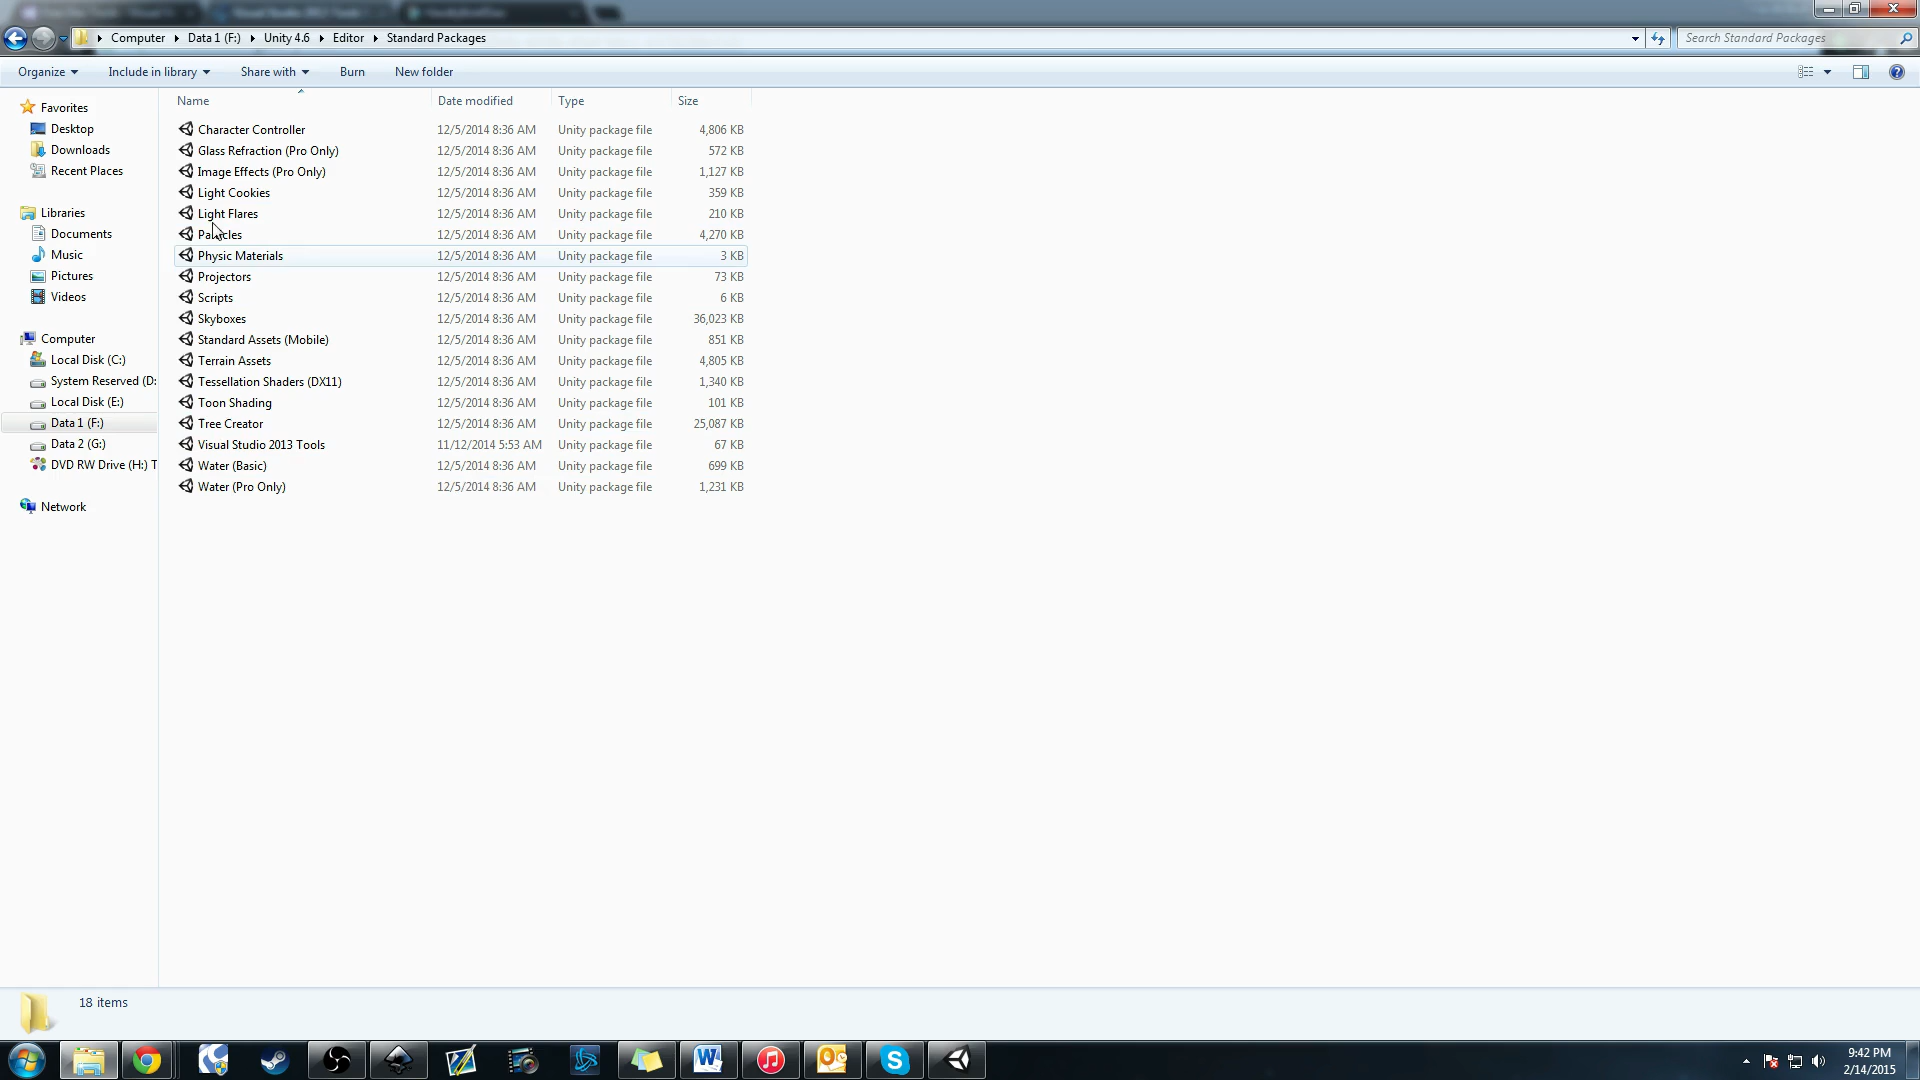 Computer Data 1 (F:) Unity 4.6 Editor Standard Packages Search Standard Packages
Organize Include in library Share with Burn New folder
Name Date modified Type Size
Favorites
Desktop
Downloads
Recent Places
Libraries
Documents
Music
Pictures
Videos
Computer
Local Disk (C:)
System Reserved (D:
Local Disk (E:)
Data 1 (F:)
Data 2 (G:)
DVD RW Drive (H:) T
Network
Character Controller 12/5/2014 8:36 AM Unity package file 4,806 KB
Glass Refraction (Pro Only) 12/5/2014 8:36 AM Unity package file 572 KB
Image Effects (Pro Only) 12/5/2014 8:36 AM Unity package file 1,127 KB
Light Cookies 12/5/2014 8:36 AM Unity package file 359 KB
Light Flares 12/5/2014 8:36 AM Unity package file 210 KB
Particles 12/5/2014 8:36 AM Unity package file 4,270 KB
Physic Materials 12/5/2014 8:36 AM Unity package file 3 KB
Projectors 12/5/2014 8:36 AM Unity package file 73 KB
Scripts 12/5/2014 8:36 AM Unity package file 6 KB
Skyboxes 12/5/2014 8:36 AM Unity package file 36,023 KB
Standard Assets (Mobile) 12/5/2014 8:36 AM Unity package file 851 KB
Terrain Assets 12/5/2014 8:36 AM Unity package file 4,805 KB
Tessellation Shaders (DX11) 12/5/2014 8:36 AM Unity package file 1,340 KB
Toon Shading 12/5/2014 8:36 AM Unity package file 101 KB
Tree Creator 12/5/2014 8:36 AM Unity package file 25,087 KB
Visual Studio 2013 Tools 11/12/2014 5:53 AM Unity package file 67 KB
Water (Basic) 12/5/2014 8:36 AM Unity package file 699 KB
Water (Pro Only) 12/5/2014 8:36 AM Unity package file 1,231 KB
18 items
9:42 PM
2/14/2015